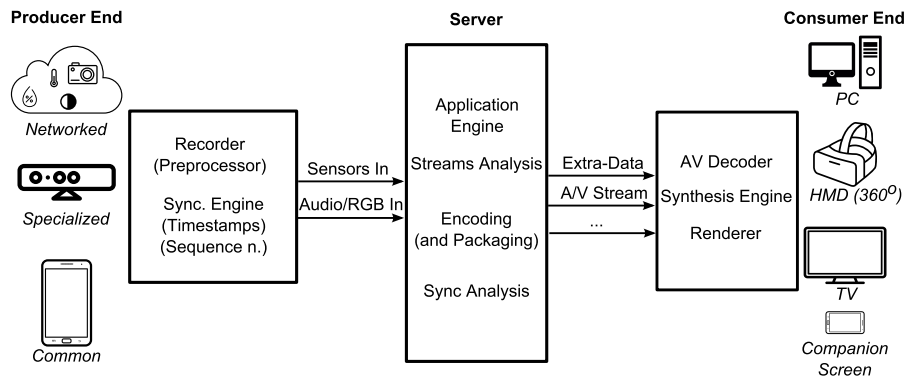 Producer End
Server
Consumer End
%
Networked
Specialized
Common
Recorder
(Preprocessor)
Sync. Engine
(Timestamps)
(Sequence n.)
Sensors In
Audio/RGB In
Application
Engine
Streams Analysis
Encoding
(and Packaging)
Sync Analysis
Extra-Data
A/V Stream
...
AV Decoder
Synthesis Engine
Renderer
PC
HMD (360º)
TV
Companion
Screen